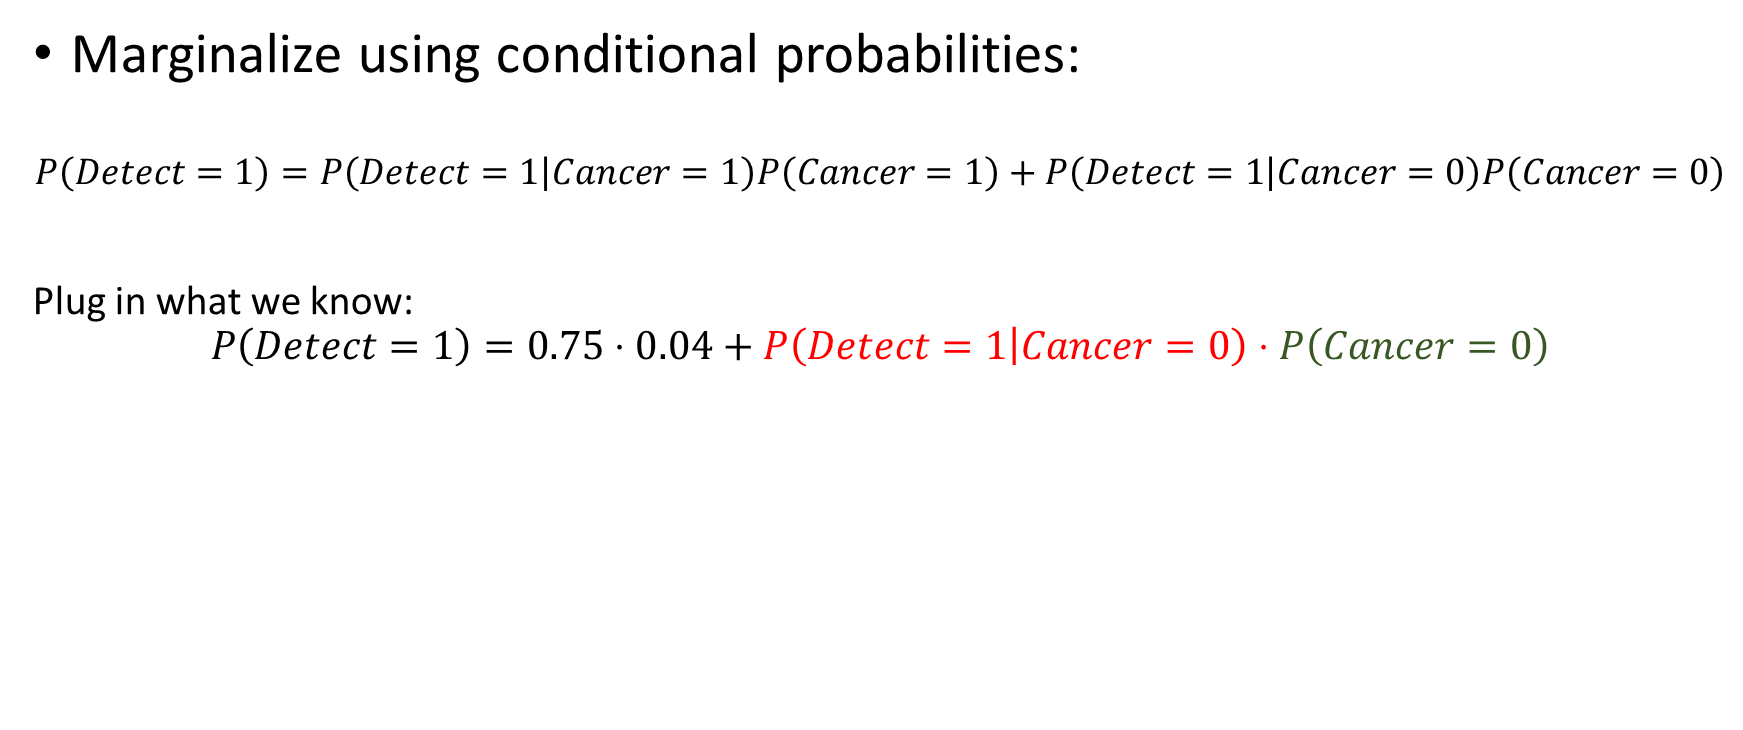 • Marginalize using conditional probabilities:
𝑃(𝐷𝑒𝑡𝑒𝑐𝑡 = 1) = 𝑃(𝐷𝑒𝑡𝑒𝑐𝑡 = 1|𝐶𝑎𝑛𝑐𝑒𝑟 = 1)𝑃(𝐶𝑎𝑛𝑐𝑒𝑟 = 1) + 𝑃(𝐷𝑒𝑡𝑒𝑐𝑡 = 1|𝐶𝑎𝑛𝑐𝑒𝑟 = 0)𝑃(𝐶𝑎𝑛𝑐𝑒𝑟 = 0)
Plug in what we know:
𝑃(𝐷𝑒𝑡𝑒𝑐𝑡 = 1) = 0.75 · 0.04 + 𝑃(𝐷𝑒𝑡𝑒𝑐𝑡 = 1|𝐶𝑎𝑛𝑐𝑒𝑟 = 0) · 𝑃(𝐶𝑎𝑛𝑐𝑒𝑟 = 0)